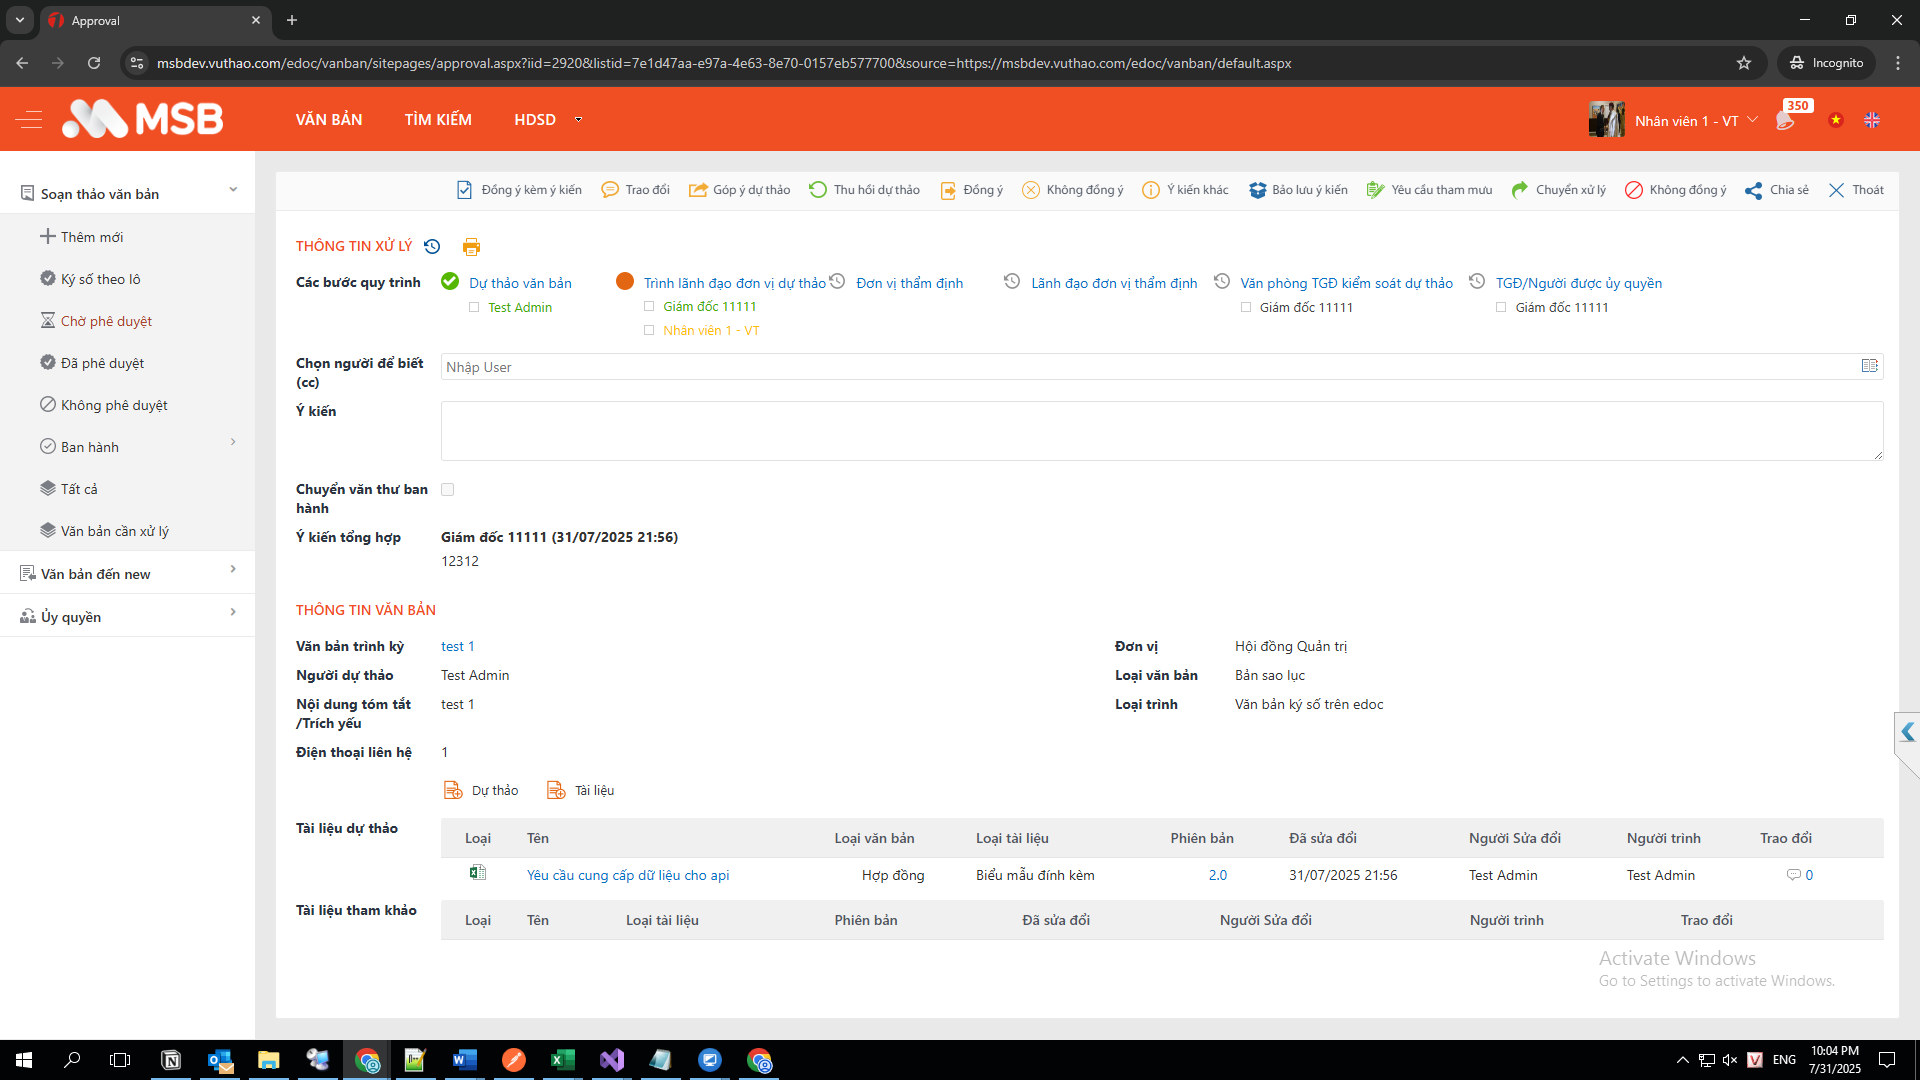 Approval
msbdev.vuthao.com/edoc/vanban/sitepages/approval.aspx?iid=2920&listid=7e1d47aa-e97a-4e63-8e70-0157eb577700&source=https://msbdev.vuthao.com/edoc/vanban/default.aspx
Incognito
MSB
VĂN BẢN
TÌM KIẾM
HDSD
Nhân viên 1 - VT
350
Soạn thảo văn bản
Thêm mới
Ký số theo lô
Chờ phê duyệt
Đã phê duyệt
Không phê duyệt
Ban hành
Tất cả
Văn bản cần xử lý
Văn bản đến new
Ủy quyền
Đồng ý kèm ý kiến
Trao đổi
Góp ý dự thảo
Thu hồi dự thảo
Đồng ý
Không đồng ý
Ý kiến khác
Bảo lưu ý kiến
Yêu cầu tham mưu
Chuyển xử lý
Không đồng ý
Chia sẻ
Thoát
THÔNG TIN XỬ LÝ
Các bước quy trình
Dự thảo văn bản
Test Admin
Trình lãnh đạo đơn vị dự thảo
Giám đốc 11111
Nhân viên 1 - VT
Đơn vị thẩm định
Lãnh đạo đơn vị thẩm định
Văn phòng TGĐ kiểm soát dự thảo
Giám đốc 11111
TGĐ/Người được ủy quyền
Giám đốc 11111
Chọn người để biết
(cc)
Nhập User
Ý kiến
Chuyển văn thư ban
hành
Ý kiến tổng hợp
Giám đốc 11111 (31/07/2025 21:56)
12312
THÔNG TIN VĂN BẢN
Văn bản trình ký
test 1
Đơn vị
Hội đồng Quản trị
Người dự thảo
Test Admin
Loại văn bản
Bản sao lục
Nội dung tóm tắt
/Trích yếu
test 1
Loại trình
Văn bản ký số trên edoc
Điện thoại liên hệ
1
Dự thảo
Tài liệu
Tài liệu dự thảo
Loại Tên Loại văn bản Loại tài liệu Phiên bản Đã sửa đổi Người Sửa đổi Người trình Trao đổi
Yêu cầu cung cấp dữ liệu cho api Hợp đồng Biểu mẫu đính kèm 2.0 31/07/2025 21:56 Test Admin Test Admin 0
Tài liệu tham khảo
Loại Tên Loại tài liệu Phiên bản Đã sửa đổi Người Sửa đổi Người trình Trao đổi
Activate Windows
Go to Settings to activate Windows.
ENG
10:04 PM
7/31/2025